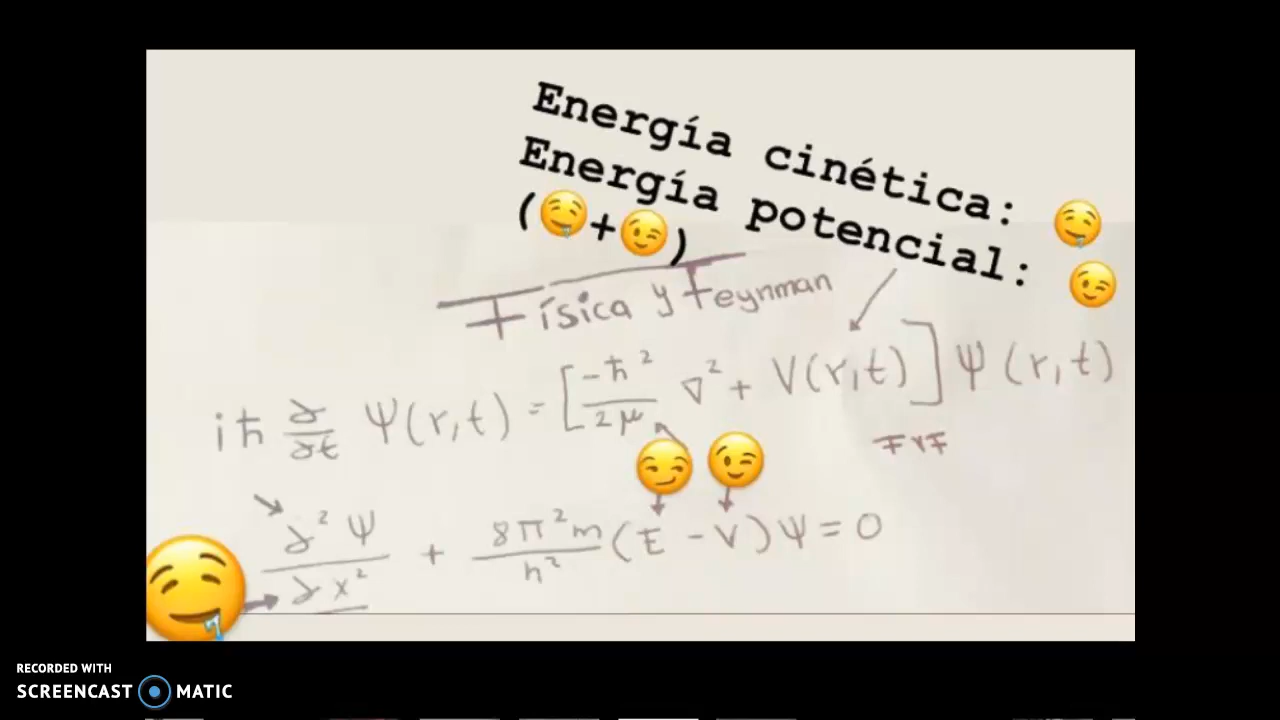 Energía cinética: 🤤
Energía potencial: 😉
(🤤+😉)
Física y Feynman
iħ ∂/∂t Ψ(r,t) = [-ħ²/2μ ∇² + V(r,t)] Ψ(r,t)
FYF
∂²Ψ/∂x² + 8π²m/h² (E - V)Ψ = 0
RECORDED WITH
SCREENCAST MATIC